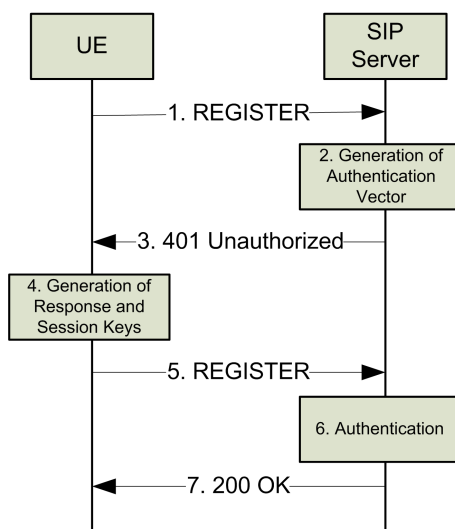 UE
SIP
Server
1. REGISTER
2. Generation of
Authentication
Vector
3. 401 Unauthorized
4. Generation of
Response and
Session Keys
5. REGISTER
6. Authentication
7. 200 OK